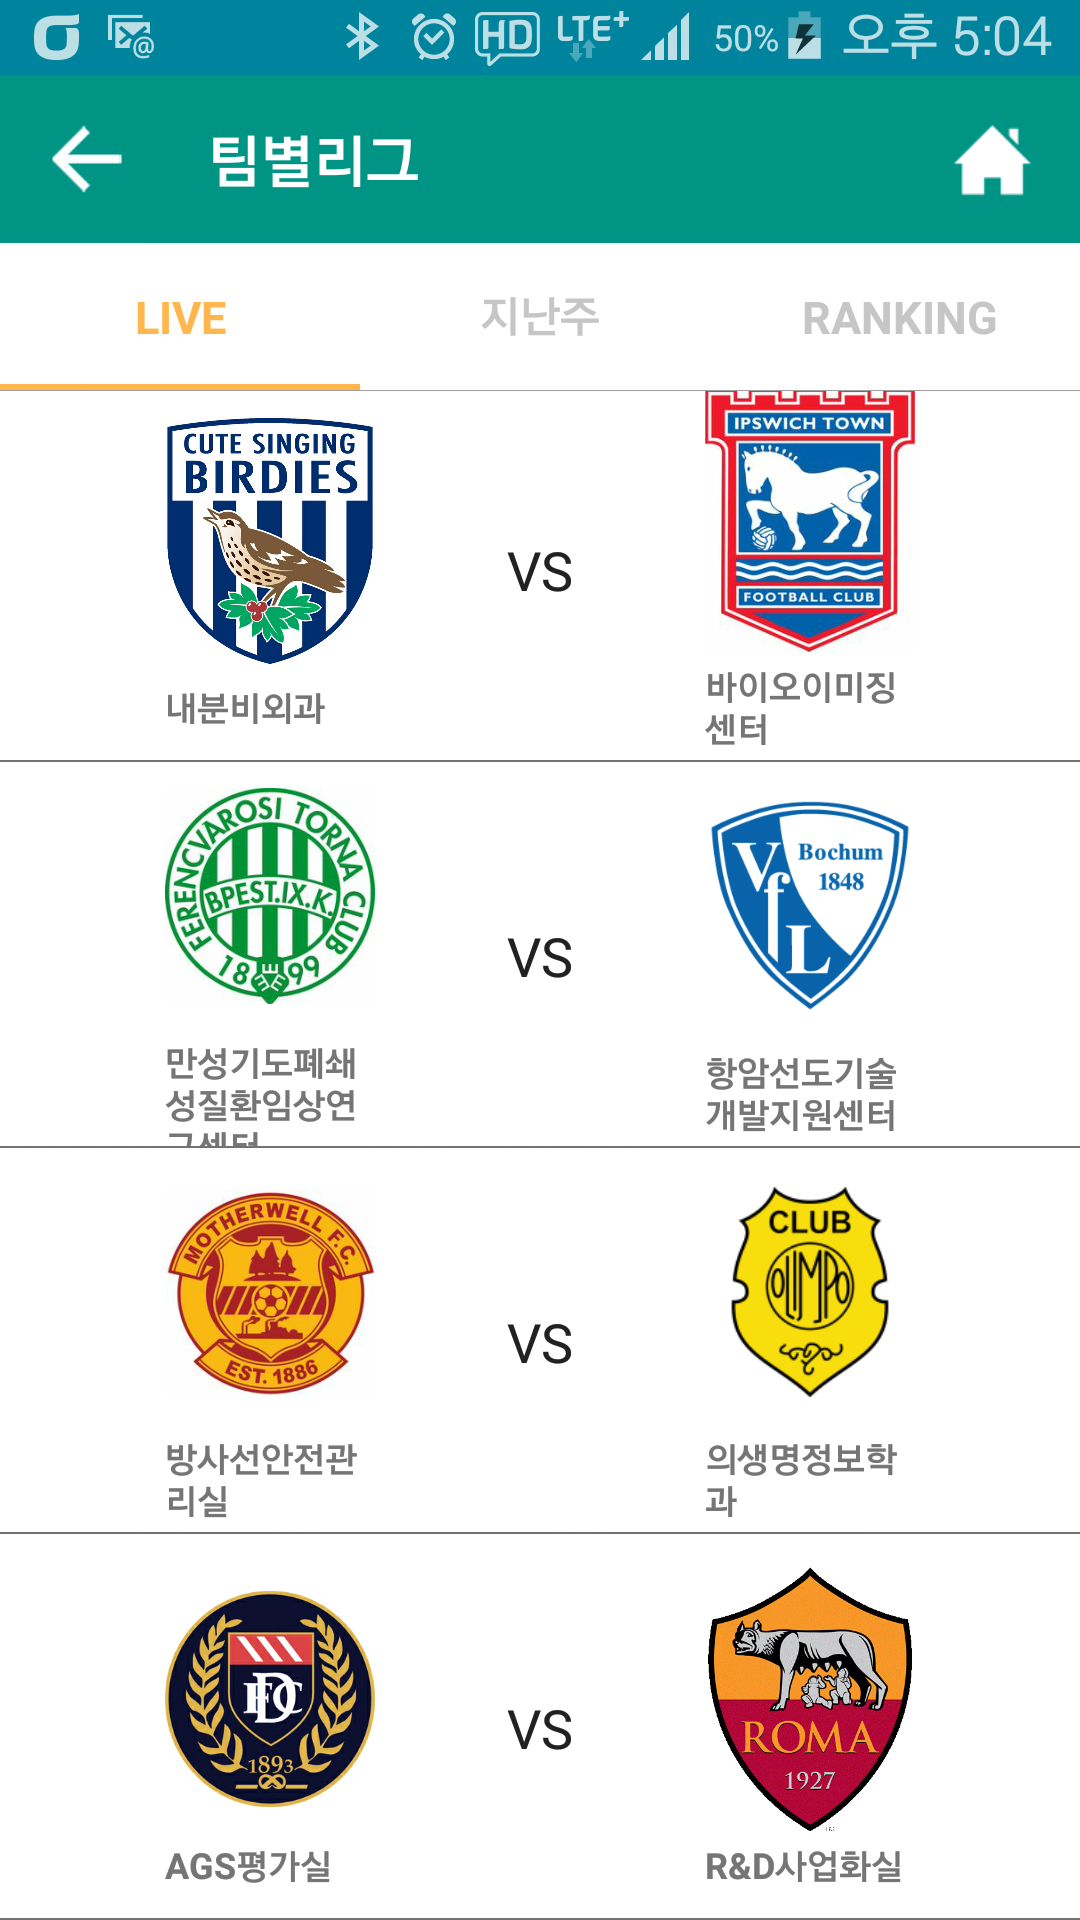 HD LTE+ 50% 오후 5:04
팀별리그
LIVE 지난주 RANKING
CUTE SINGING
BIRDIES
VS
IPSWICH TOWN
FOOTBALL CLUB
내분비외과
바이오이미징
센터
FERENCVAROSI TORNA CLUB
BPEST.IX.K.
1899
VS
VfL
Bochum
1848
만성기도폐쇄
성질환임상연
구센터
항암선도기술
개발지원센터
MOTHERWELL F.C.
EST. 1886
VS
CLUB
OLIMPO
방사선안전관
리실
의생명정보학
과
DFC
1893
VS
ROMA
1927
AGS평가실
R&D사업화실